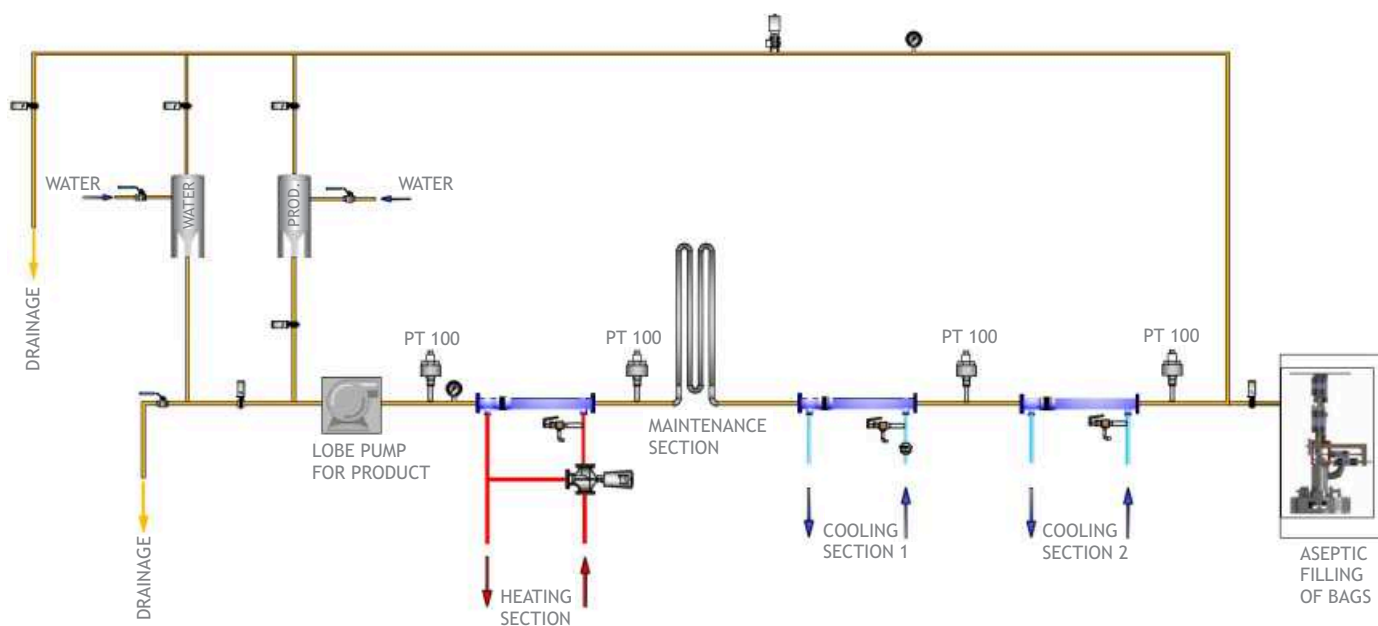 WATER
WATER
PROD.
WATER
DRAINAGE
PT 100
PT 100
PT 100
PT 100
LOBE PUMP
FOR PRODUCT
MAINTENANCE
SECTION
DRAINAGE
HEATING
SECTION
COOLING
SECTION 1
COOLING
SECTION 2
ASEPTIC
FILLING
OF BAGS